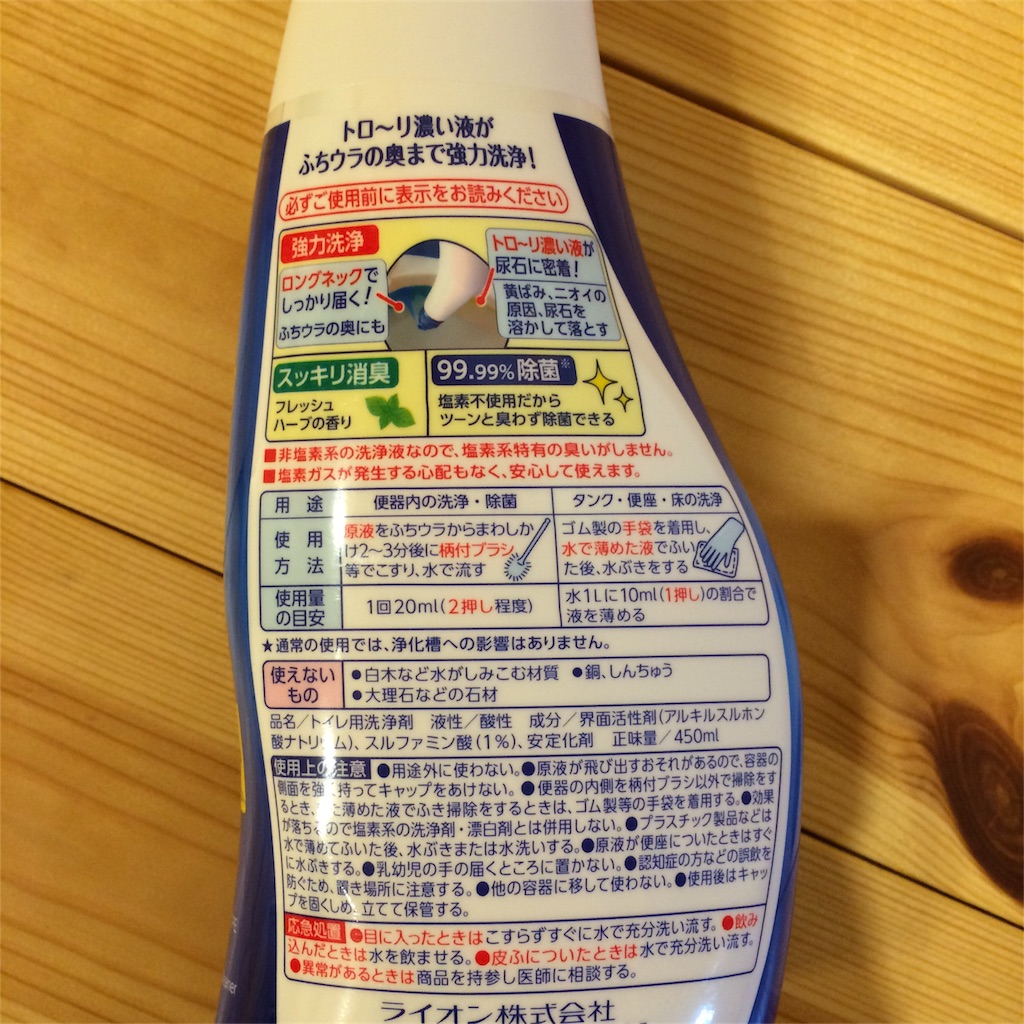 トロ〜リ濃い液が
ふちウラの奥まで強力洗浄!
必ずご使用前に表示をお読みください
強力洗浄
ロングネックで
しっかり届く!
ふちウラの奥にも
トロ〜リ濃い液が
尿石に密着!
黄ばみ、ニオイの
原因、尿石を
溶かして落とす
スッキリ消臭
フレッシュ
ハーブの香り
99.99%除菌※
塩素不使用だから
ツーンと臭わず除菌できる
■非塩素系の洗浄液なので、塩素系特有の臭いがしません。
■塩素ガスが発生する心配もなく、安心して使えます。
用途 便器内の洗浄・除菌 タンク・便座・床の洗浄
使用
方法
原液をふちウラからまわしか
け2〜3分後に柄付ブラシ
等でこすり、水で流す
ゴム製の手袋を着用し、
水で薄めた液でふい
た後、水ぶきをする
使用量
の目安
1回20ml(2押し程度)
水1Lに10ml(1押し)の割合で
液を薄める
★通常の使用では、浄化槽への影響はありません。
使えない
もの
●白木など水がしみこむ材質 ●銅、しんちゅう
●大理石などの石材
品名/トイレ用洗浄剤 液性/酸性 成分/界面活性剤(アルキルスルホン
酸ナトリウム)、スルファミン酸(1%)、安定化剤 正味量/450ml
使用上の注意 ●用途外に使わない。●原液が飛び出すおそれがあるので、容器の
側面を強く持ってキャップをあけない。●便器の内側を柄付ブラシ以外で掃除をす
るとき、また薄めた液でふき掃除をするときは、ゴム製等の手袋を着用する。●効果
が落ちるので塩素系の洗浄剤・漂白剤とは併用しない。●プラスチック製品などは
水で薄めてふいた後、水ぶきまたは水洗いする。●原液が便座についたときはすぐ
に水ぶきする。●乳幼児の手の届くところに置かない。●認知症の方などの誤飲を
防ぐため、置き場所に注意する。●他の容器に移して使わない。●使用後はキャッ
プを固くしめ、立てて保管する。
応急処置 ●目に入ったときはこすらずすぐに水で充分洗い流す。●飲み
込んだときは水を飲ませる。●皮ふについたときは水で充分洗い流す。
●異常があるときは商品を持参し医師に相談する。
ライオン株式会社